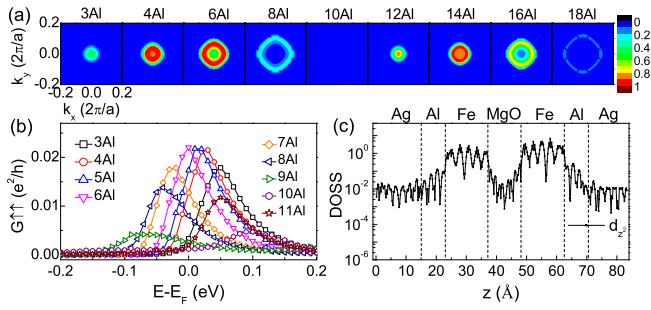 (a)
3Al 4Al 6Al 8Al 10Al 12Al 14Al 16Al 18Al
0.2
0.0
-0.2
k_y (2π/a)
-0.2 0.0 0.2
k_x (2π/a)
0
0.2
0.4
0.6
0.8
1
(b)
3Al
4Al
5Al
6Al
7Al
8Al
9Al
10Al
11Al
0.02
0.01
0.00
G↑↑ (e²/h)
-0.2 -0.1 0.0 0.1 0.2
E-E_F (eV)
(c)
Ag Al Fe MgO Fe Al Ag
10⁰
10⁻²
10⁻⁴
10⁻⁶
DOSS
d_z²
0 10 20 30 40 50 60 70 80
z (Å)